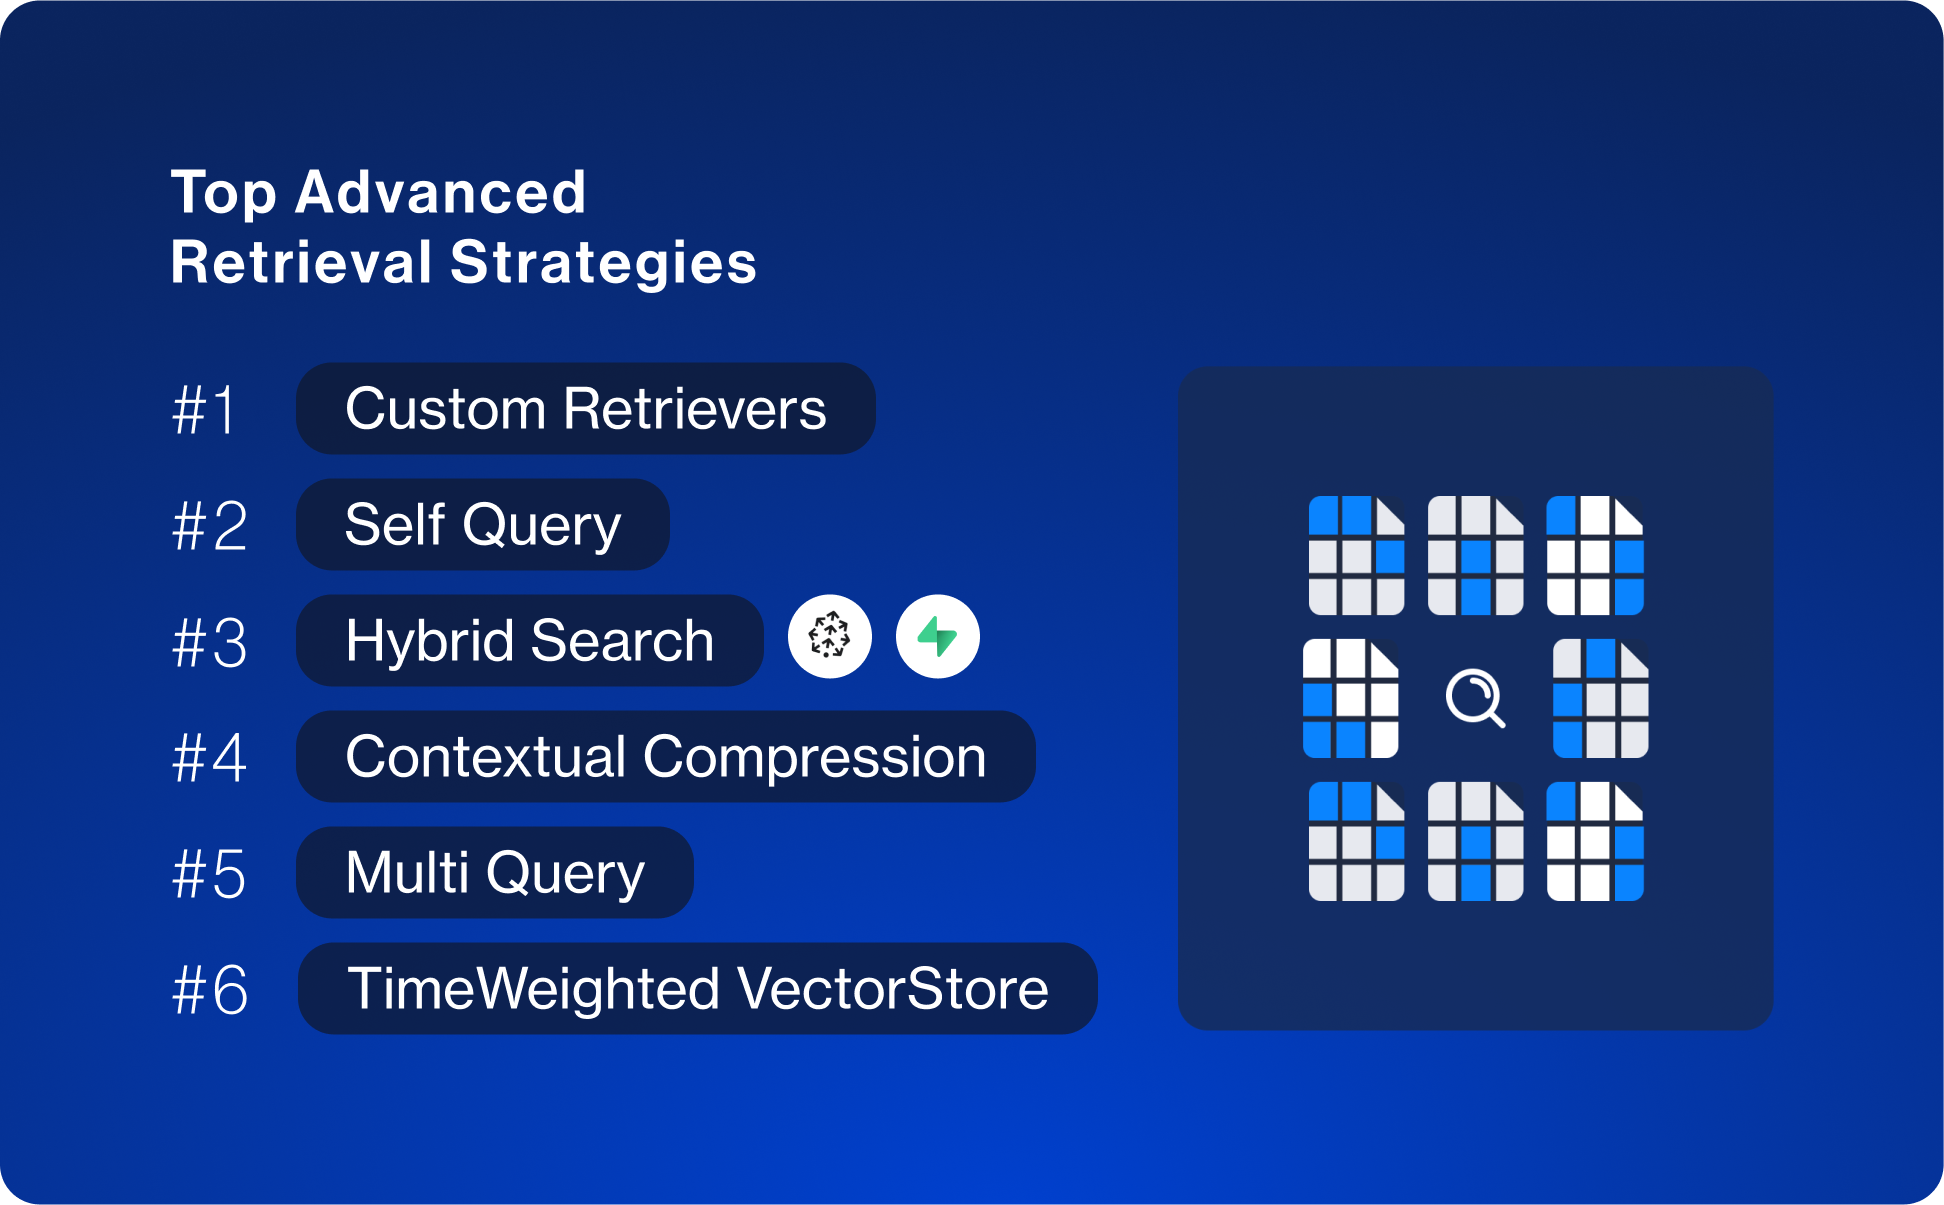 Top Advanced
Retrieval Strategies
#1 Custom Retrievers
#2 Self Query
#3 Hybrid Search
#4 Contextual Compression
#5 Multi Query
#6 TimeWeighted VectorStore